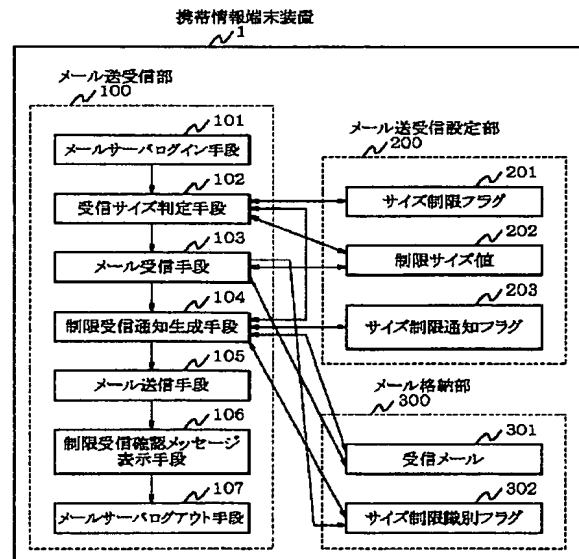 携帯情報端末装置
1
メール送受信部
100
101
メールサーバログイン手段
102
受信サイズ判定手段
103
メール受信手段
104
制限受信通知生成手段
105
メール送信手段
106
制限受信確認メッセージ
表示手段
107
メールサーバログアウト手段
メール送受信設定部
200
201
サイズ制限フラグ
202
制限サイズ値
203
サイズ制限通知フラグ
メール格納部
300
301
受信メール
302
サイズ制限識別フラグ